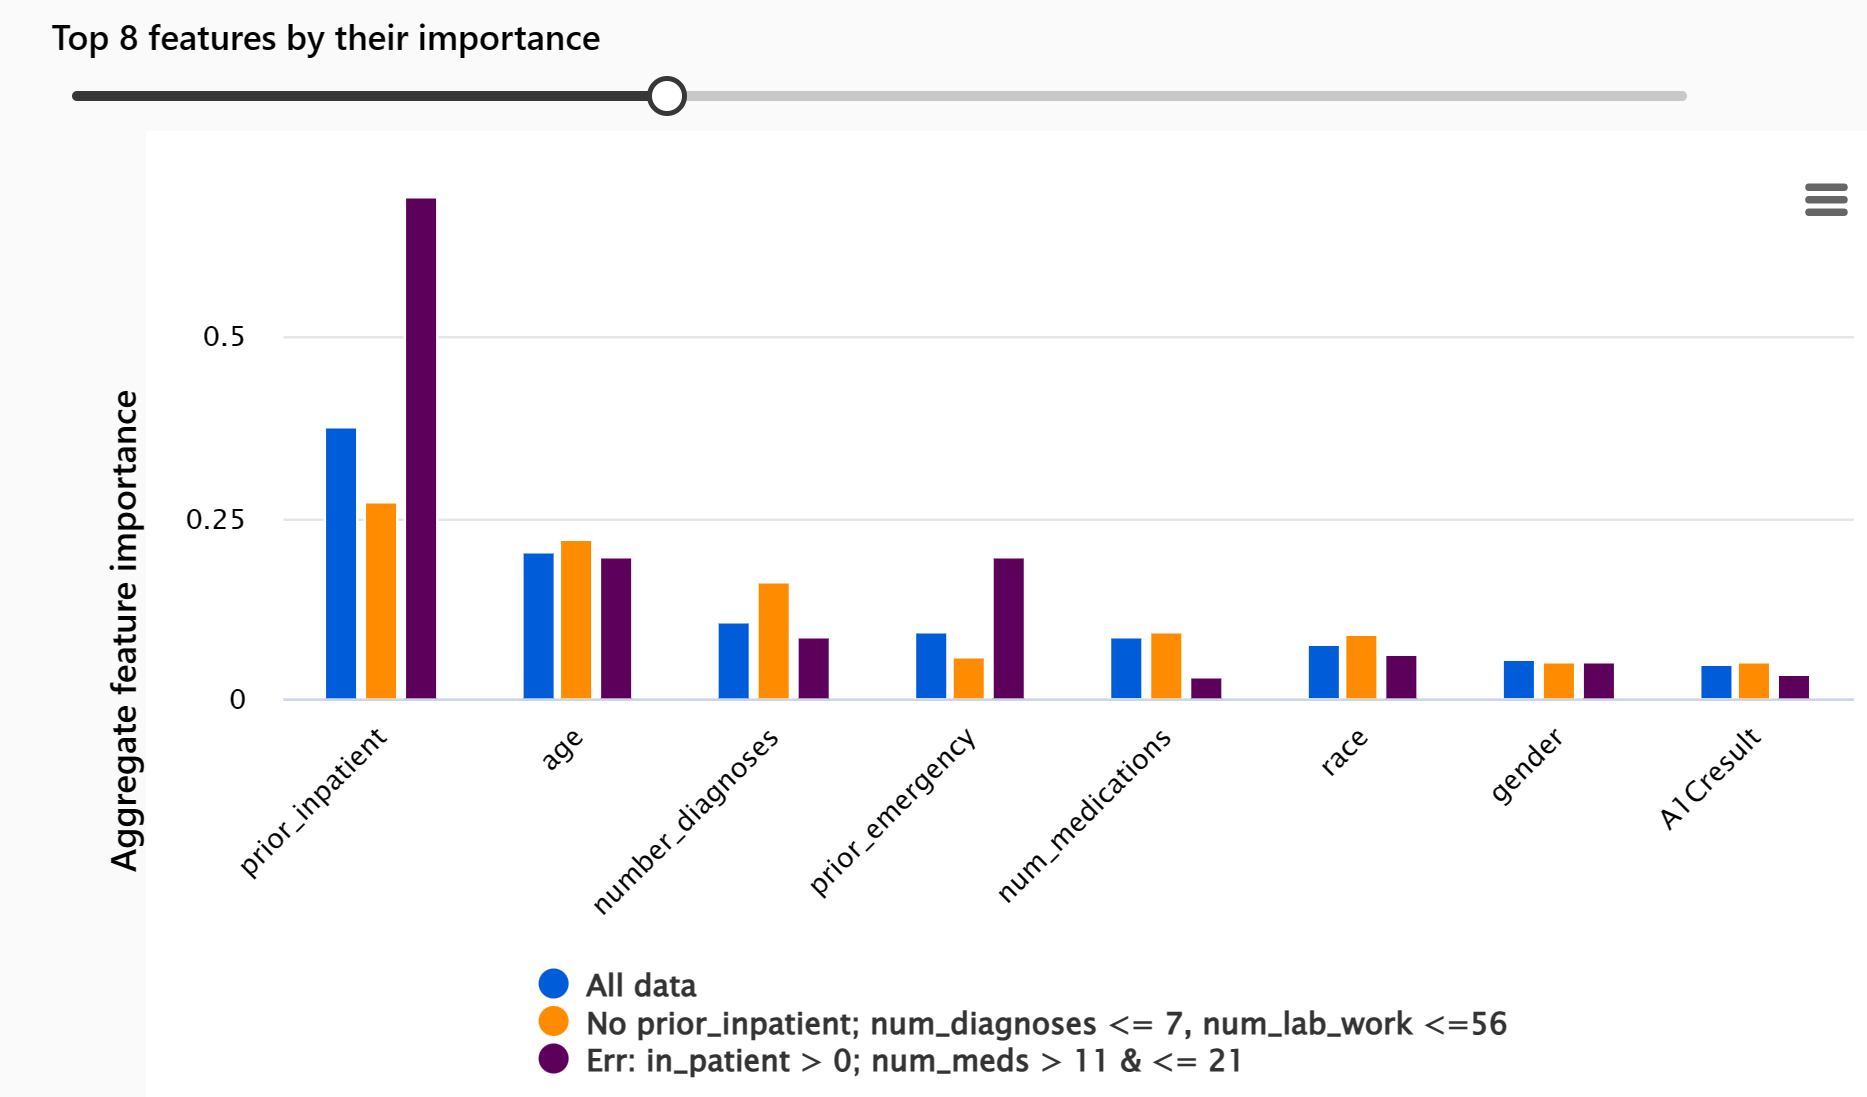 Top 8 features by their importance
Aggregate feature importance
0.5
0.25
0
prior_inpatient
age
number_diagnoses
prior_emergency
num_medications
race
gender
A1Cresult
All data
No prior_inpatient; num_diagnoses <= 7, num_lab_work <=56
Err: in_patient > 0; num_meds > 11 & <= 21